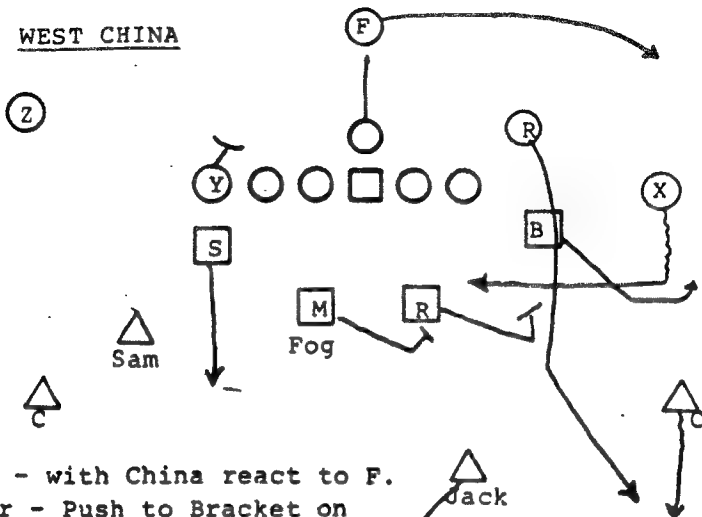 WEST CHINA
F
Z
R
Y
X
B
S
M
R
Fog
Sam
C
C
Jack
- with China react to F.
r - Push to Bracket on